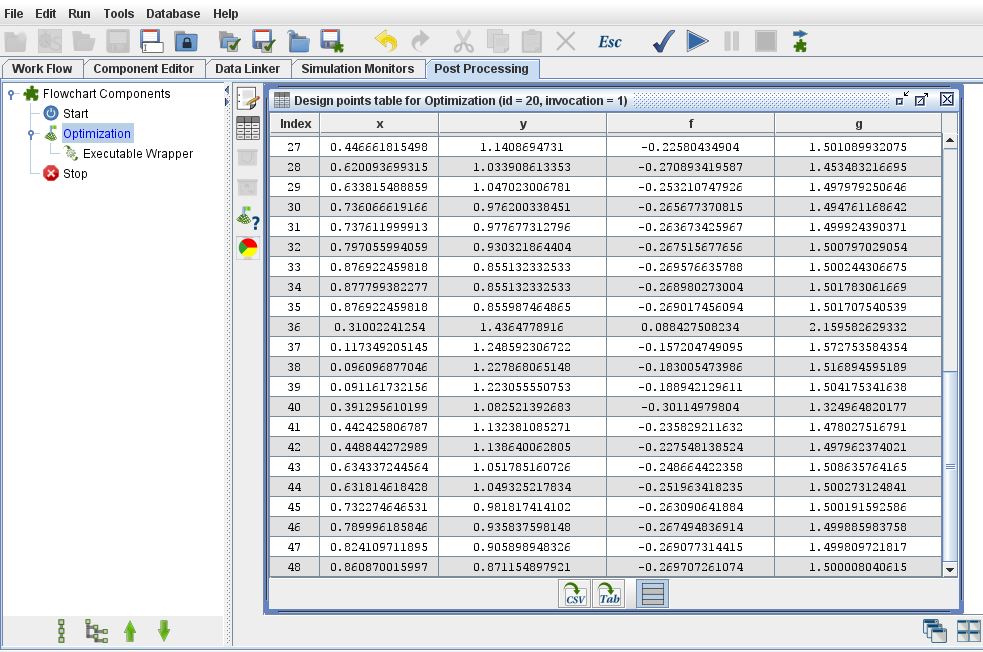 File Edit Run Tools Database Help
Esc
Work Flow Component Editor Data Linker Simulation Monitors Post Processing
Flowchart Components
Start
Optimization
Executable Wrapper
Stop
Design points table for Optimization (id = 20, invocation = 1)
Index x y f g
27 0.446661815498 1.1408694731 -0.22580434904 1.501089932075
28 0.620093699315 1.033908613353 -0.270893419587 1.453483216695
29 0.633815488859 1.047023006781 -0.253210747926 1.497979250646
30 0.736066619166 0.976200338451 -0.265677370815 1.494761168642
31 0.737611999913 0.977677312796 -0.263673425967 1.499924390371
32 0.797055994059 0.930321864404 -0.267515677656 1.500797029054
33 0.876922459818 0.855132332533 -0.269576635788 1.500244306675
34 0.877799382277 0.855132332533 -0.268980273004 1.501783061669
35 0.876922459818 0.855987464865 -0.269017456094 1.501707540539
36 0.31002241254 1.4364778916 0.088427508234 2.159582629332
37 0.117349205145 1.248592306722 -0.157204749095 1.572753584354
38 0.096096877046 1.227868065148 -0.183005473986 1.516894595189
39 0.091161732156 1.223055550753 -0.188942129611 1.504175341638
40 0.391295610199 1.082521392683 -0.30114979804 1.324964820177
41 0.442425806787 1.132381085271 -0.235829211632 1.478027516791
42 0.448844272989 1.138640062805 -0.227548138524 1.497962374021
43 0.634337244564 1.051785160726 -0.248664422358 1.508635764165
44 0.631814618428 1.049325217834 -0.251963418235 1.500273124841
45 0.732274646531 0.981817414102 -0.263090641884 1.500191592586
46 0.789996185846 0.935837598148 -0.267494836914 1.499885983758
47 0.824109711895 0.905898948326 -0.269077314415 1.499809721817
48 0.860870015997 0.871154897921 -0.269707261074 1.500008040615
CSV Tab